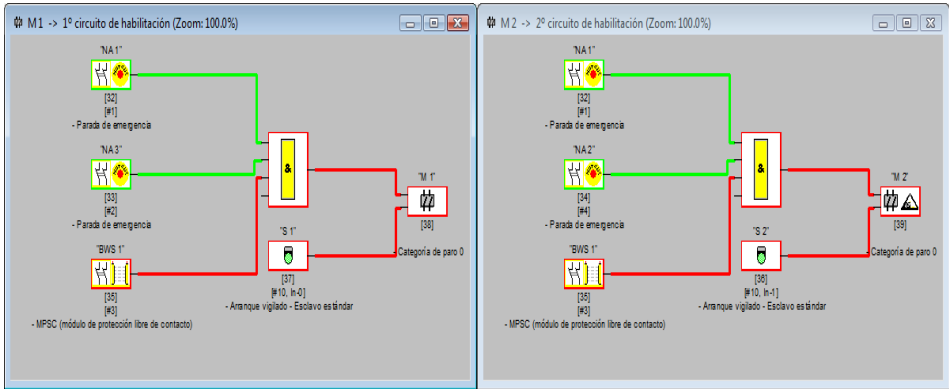 M 1 -> 1º circuito de habilitación (Zoom: 100.0%)
"NA 1"
[32]
[#1]
- Parada de emergencia
"NA 3"
[33]
[#2]
- Parada de emergencia
"BWS 1"
[35]
[#3]
- MPSC (módulo de protección libre de contacto)
&
"S 1"
[37]
[#10, In-0]
- Arranque vigilado - Esclavo estándar
"M 1"
[38]
- Categoría de paro 0
M 2 -> 2º circuito de habilitación (Zoom: 100.0%)
"NA 1"
[32]
[#1]
- Parada de emergencia
"NA 2"
[34]
[#4]
- Parada de emergencia
"BWS 1"
[35]
[#3]
- MPSC (módulo de protección libre de contacto)
&
"S 2"
[36]
[#10, In-1]
- Arranque vigilado - Esclavo estándar
"M 2"
[39]
- Categoría de paro 0